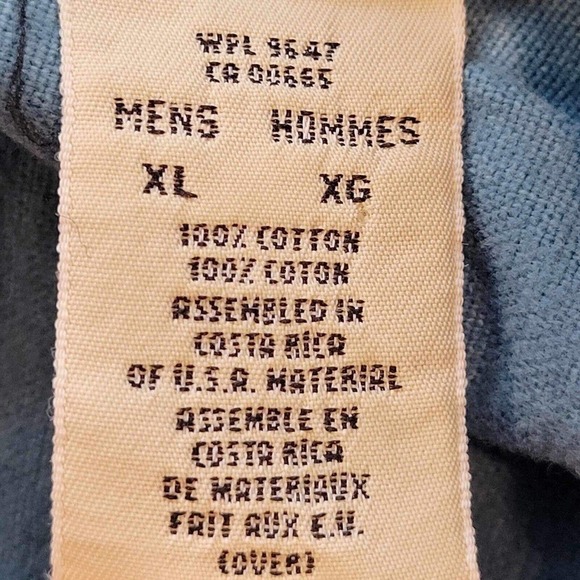 WPL 9647
CA 00665
MENS HOMMES
XL XG
100% COTTON
100% COTON
ASSEMBLED IN
COSTA RICA
OF U.S.A. MATERIAL
ASSEMBLE EN
COSTA RICA
DE MATERIAUX
FAIT AUX E.U.
(OVER)